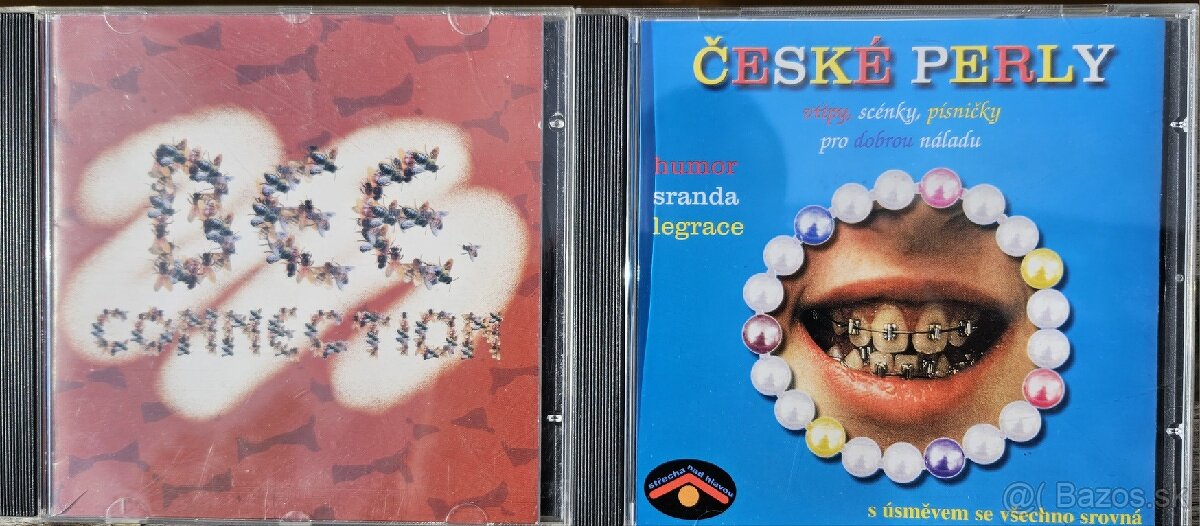 BEE
CONNECTION
ČESKÉ PERLY
vtipy, scénky, písničky
pro dobrou náladu
humor
sranda
legrace
střecha nad hlavou
s úsměvem se všechno srovná
@( Bazos.sk